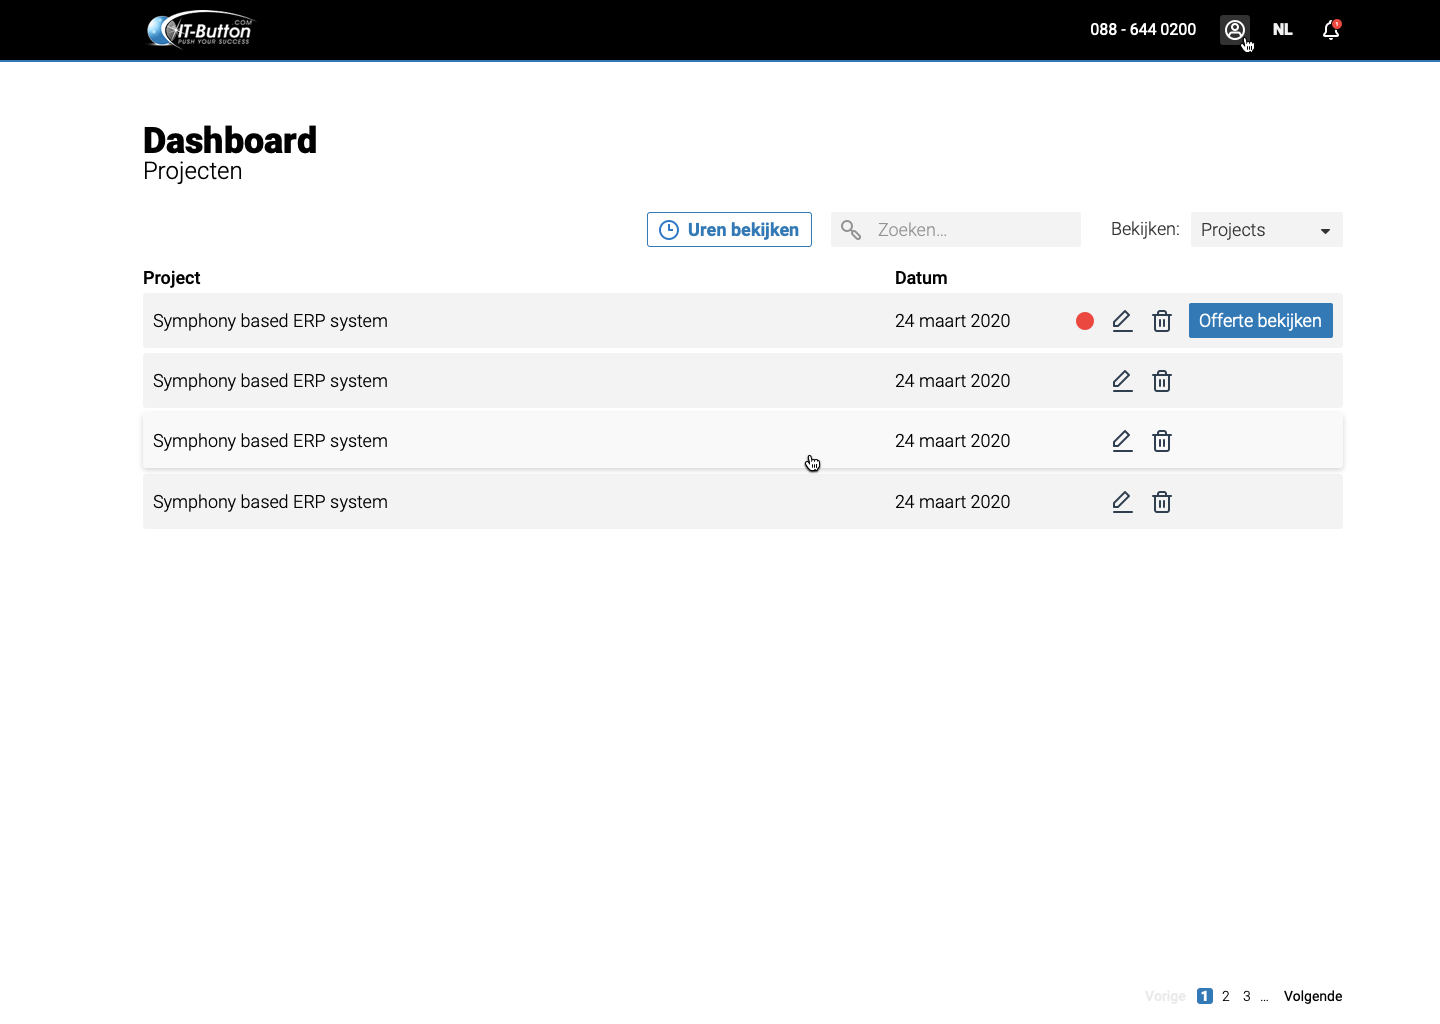 IT-Button .COM
PUSH YOUR SUCCESS
088 - 644 0200
NL
1
Dashboard
Projecten
Uren bekijken
Zoeken...
Bekijken:
Projects
Project Datum
Symphony based ERP system 24 maart 2020 Offerte bekijken
Symphony based ERP system 24 maart 2020
Symphony based ERP system 24 maart 2020
Symphony based ERP system 24 maart 2020
Vorige 1 2 3 ... Volgende